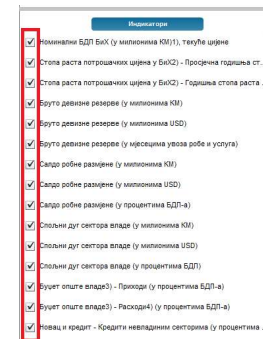 Индикатори
Номинални БДП БиХ (у милионима КМ)1), текуће цијене
Стопа раста потрошачких цијена у БиХ2) - Просјечна годишња ст.
Стопа раста потрошачких цијена у БиХ2) - Годишња стопа раста .
Бруто девизне резерве (у милионима КМ)
Бруто девизне резерве (у милионима USD)
Бруто девизне резерве (у мјесецима увоза робе и услуга)
Салдо робне размјене (у милионима КМ)
Салдо робне размјене (у милионима USD)
Салдо робне размјене (у процентима БДП-а)
Спољни дуг сектора владе (у милионима КМ)
Спољни дуг сектора владе (у милионима USD)
Спољни дуг сектора владе (у процентима БДП)
Буџет опште владе3) - Приходи (у процентима БДП-а)
Буџет опште владе3) - Расходи4) (у процентима БДП-а)
Новац и кредит - Кредити невладиним секторима (у процентима .